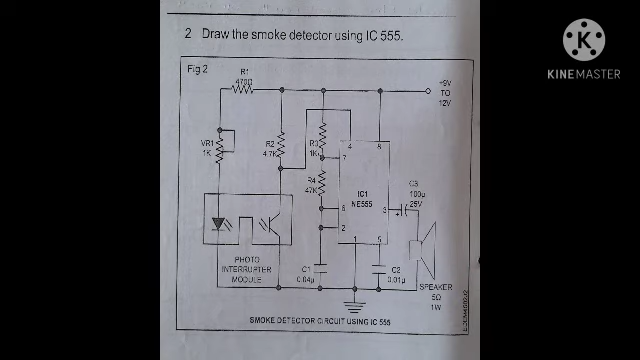 2 Draw the smoke detector using IC 555.
KINEMASTER
Fig 2
R1
470Ω
+9V
TO
12V
VR1
1K
R2
4.7K
R3
1K
4
8
7
R4
47K
IC1
NE555
C3
100µ
25V
6
3
+
2
1
5
PHOTO
INTERRUPTER
MODULE
C1
0.04µ
C2
0.01µ
SPEAKER
5Ω
1W
SMOKE DETECTOR CIRCUIT USING IC 555